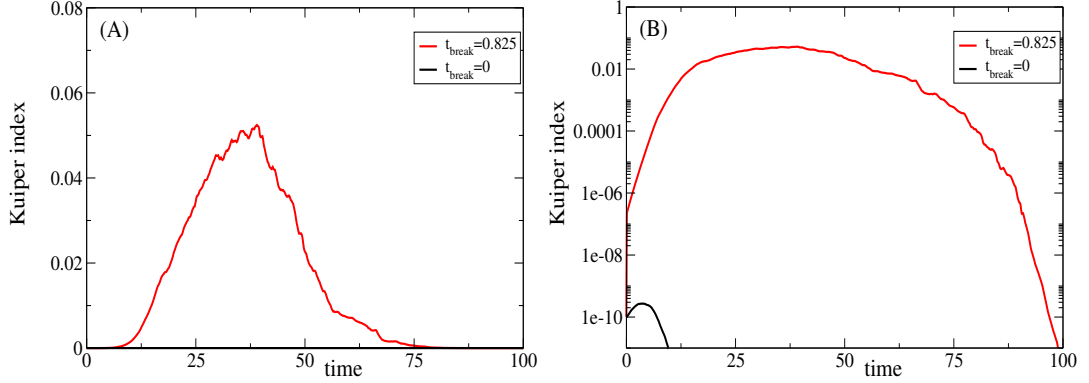 (A)
t_break=0.825
t_break=0
0.08
0.06
0.04
0.02
0
Kuiper index
0 25 50 75 100
time
(B)
t_break=0.825
t_break=0
1
0.01
0.0001
1e-06
1e-08
1e-10
Kuiper index
0 25 50 75 100
time